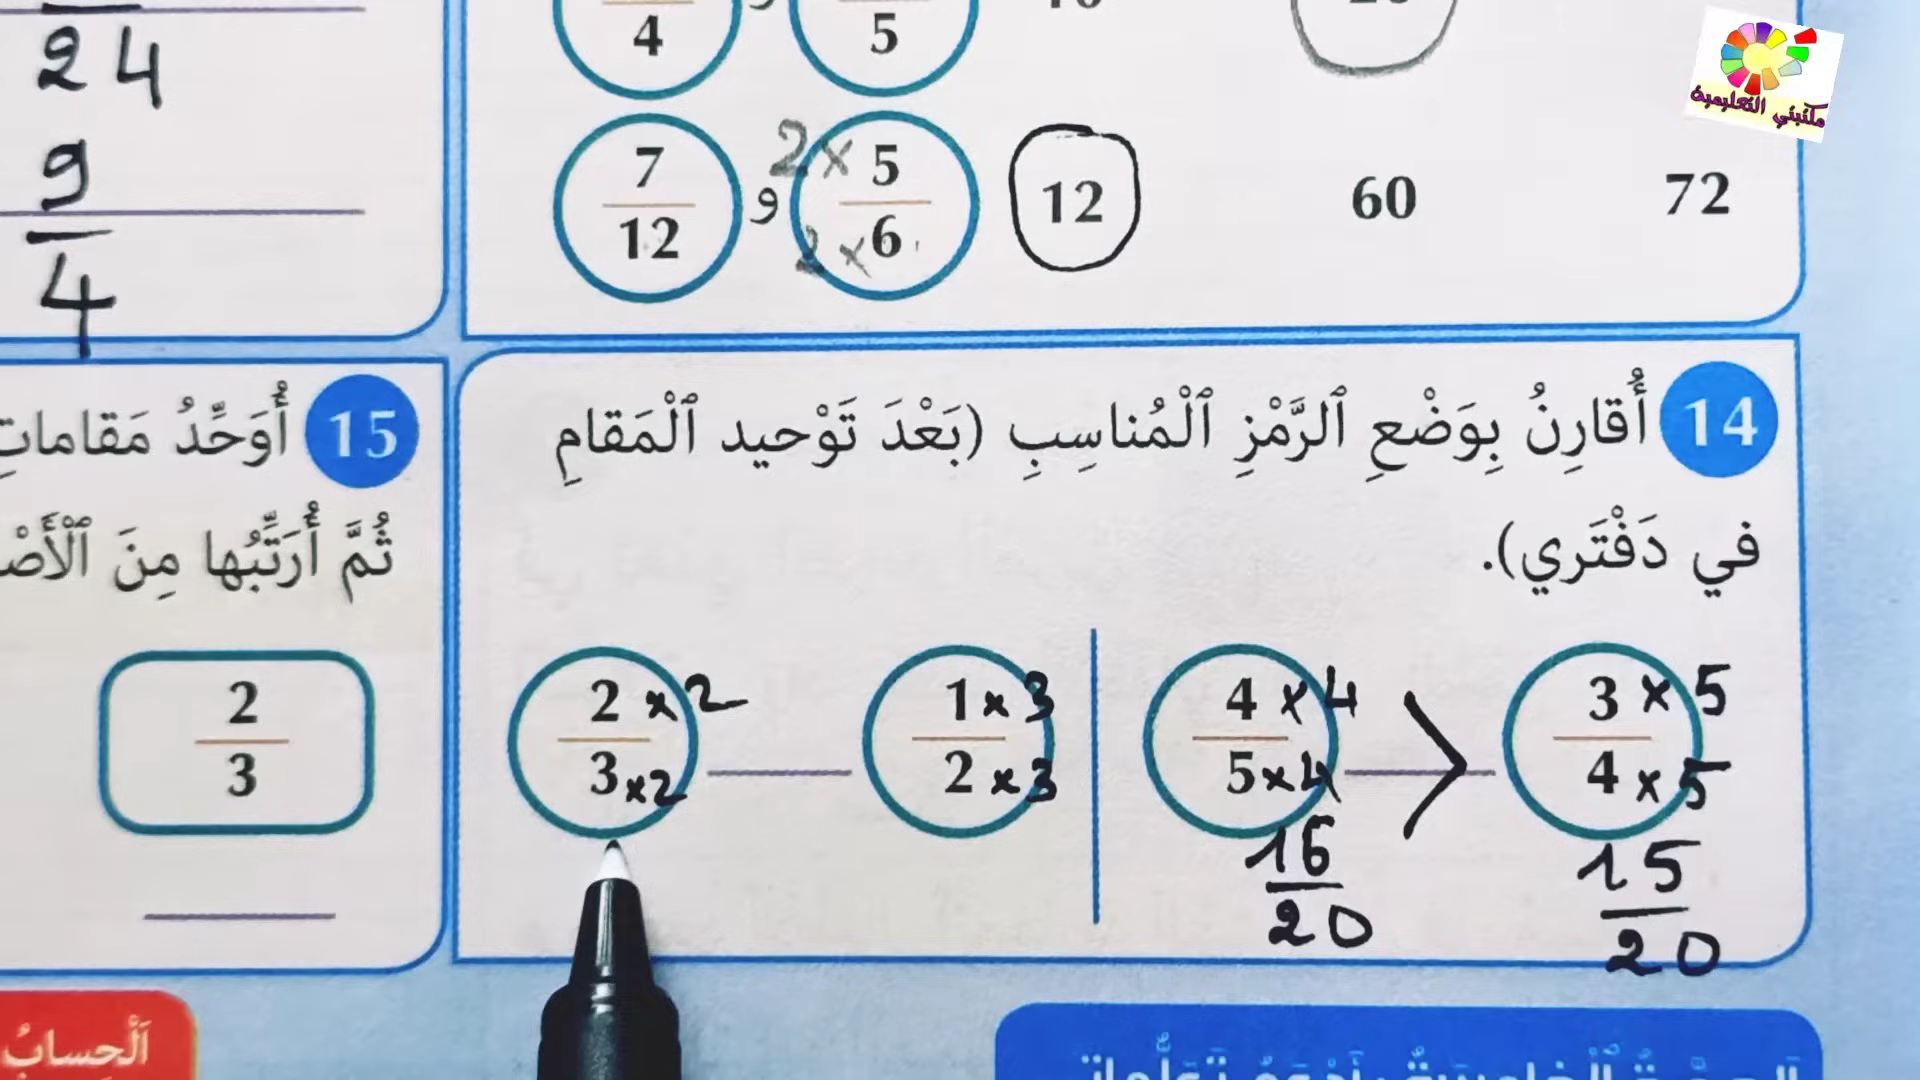 24
9
4
4
5
7
12
و
2 ×
5
2 ×
6
12
60
72
14 أُقارِنُ بِوَضْعِ ٱلرَّمْزِ ٱلْمُناسِبِ (بَعْدَ تَوْحيد ٱلْمَقامِ
في دَفْتَري).
3 × 5
4 × 5
15
20
>
4 × 4
5 × 4
16
20
1 × 3
2 × 3
2 × 2
3 × 2
15 أُوَحِّدُ مَقاماتِ
ثُمَّ أُرَتِّبُها مِنَ
2
3
اَلْحِسابُ
مكتبتي التعليمية